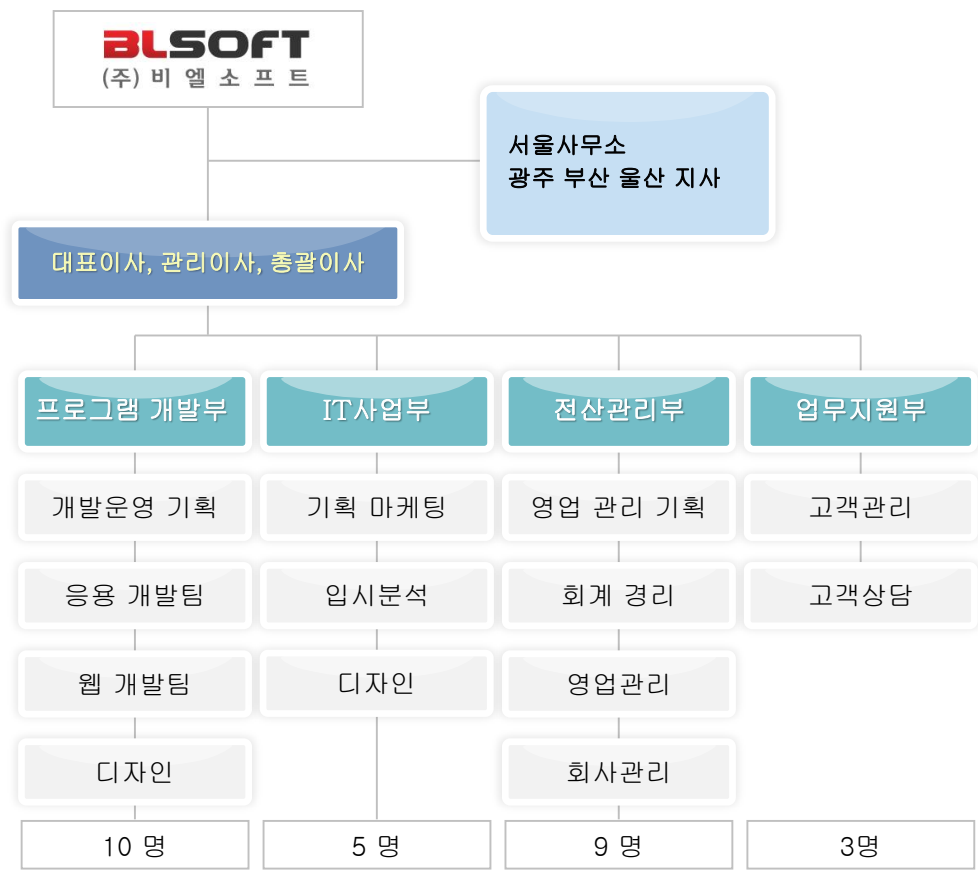 BLSOFT
(주) 비 엘 소 프 트
서울사무소
광주 부산 울산 지사
대표이사, 관리이사, 총괄이사
프로그램 개발부
IT사업부
전산관리부
업무지원부
개발운영 기획
기획 마케팅
영업 관리 기획
고객관리
응용 개발팀
입시분석
회계 경리
고객상담
웹 개발팀
디자인
영업관리
디자인
회사관리
10 명
5 명
9 명
3명